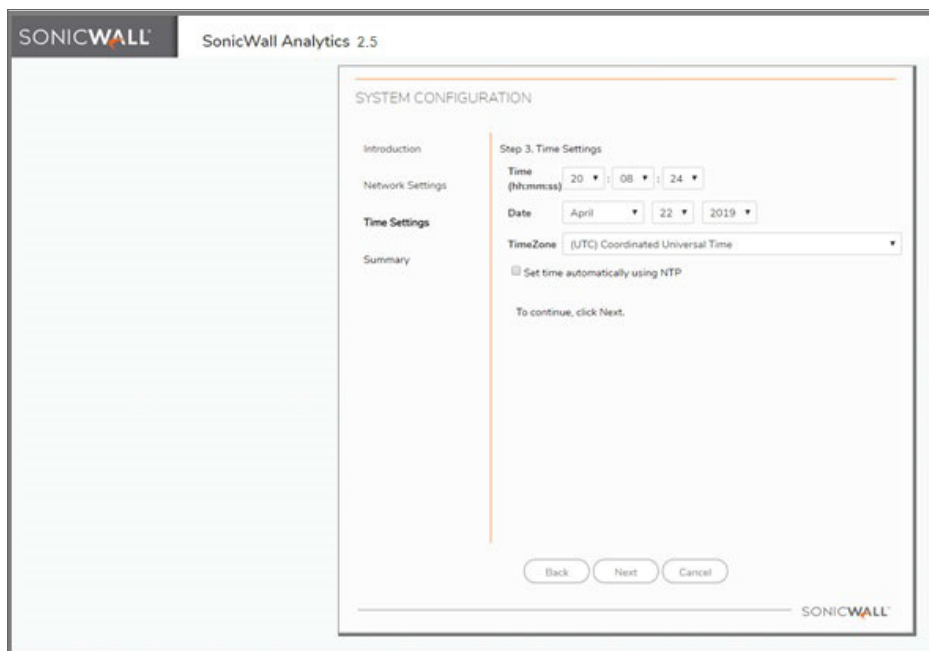 SONICWALL
SonicWall Analytics 2.5
SYSTEM CONFIGURATION
Introduction
Network Settings
Time Settings
Summary
Step 3. Time Settings
Time (hh:mm:ss) 20 : 08 : 24
Date April 22 2019
TimeZone (UTC) Coordinated Universal Time
Set time automatically using NTP
To continue, click Next.
Back Next Cancel
SONICWALL